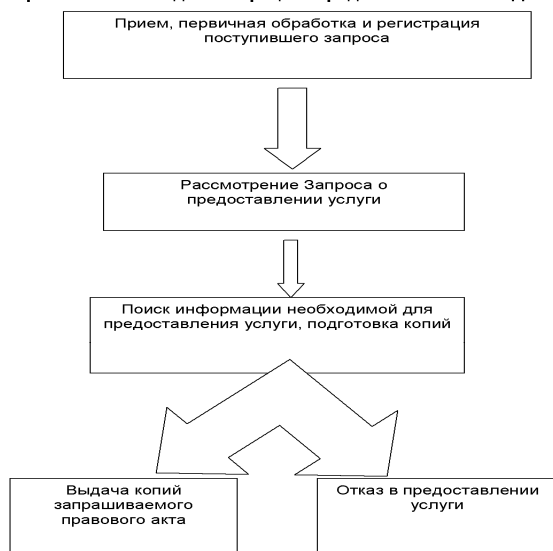 Прием, первичная обработка и регистрация
поступившего запроса
Рассмотрение Запроса о
предоставлении услуги
Поиск информации необходимой для
предоставления услуги, подготовка копий
Выдача копий
запрашиваемого
правового акта
Отказ в предоставлении
услуги